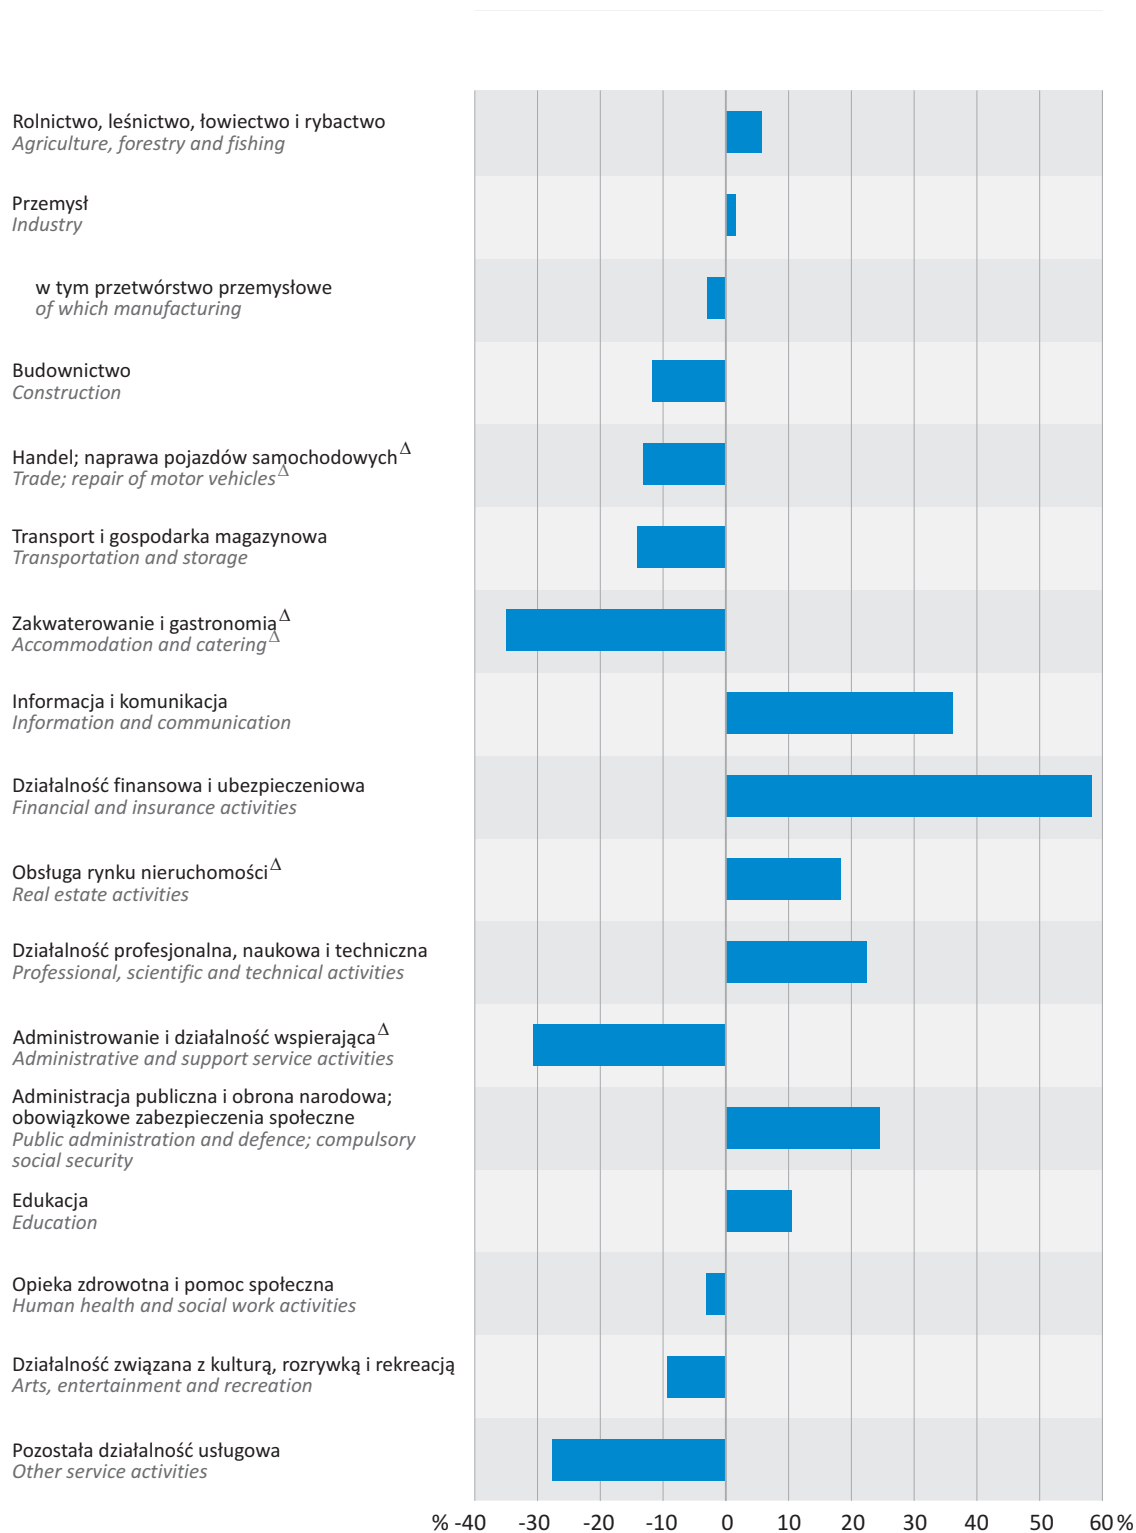 Rolnictwo, leśnictwo, łowiectwo i rybactwo
Agriculture, forestry and fishing
Przemysł
Industry
w tym przetwórstwo przemysłowe
of which manufacturing
Budownictwo
Construction
Handel; naprawa pojazdów samochodowych Δ
Trade; repair of motor vehicles Δ
Transport i gospodarka magazynowa
Transportation and storage
Zakwaterowanie i gastronomia Δ
Accommodation and catering Δ
Informacja i komunikacja
Information and communication
Działalność finansowa i ubezpieczeniowa
Financial and insurance activities
Obsługa rynku nieruchomości Δ
Real estate activities
Działalność profesjonalna, naukowa i techniczna
Professional, scientific and technical activities
Administrowanie i działalność wspierająca Δ
Administrative and support service activities
Administracja publiczna i obrona narodowa;
obowiązkowe zabezpieczenia społeczne
Public administration and defence; compulsory
social security
Edukacja
Education
Opieka zdrowotna i pomoc społeczna
Human health and social work activities
Działalność związana z kulturą, rozrywką i rekreacją
Arts, entertainment and recreation
Pozostała działalność usługowa
Other service activities
% -40 -30 -20 -10 0 10 20 30 40 50 60 %